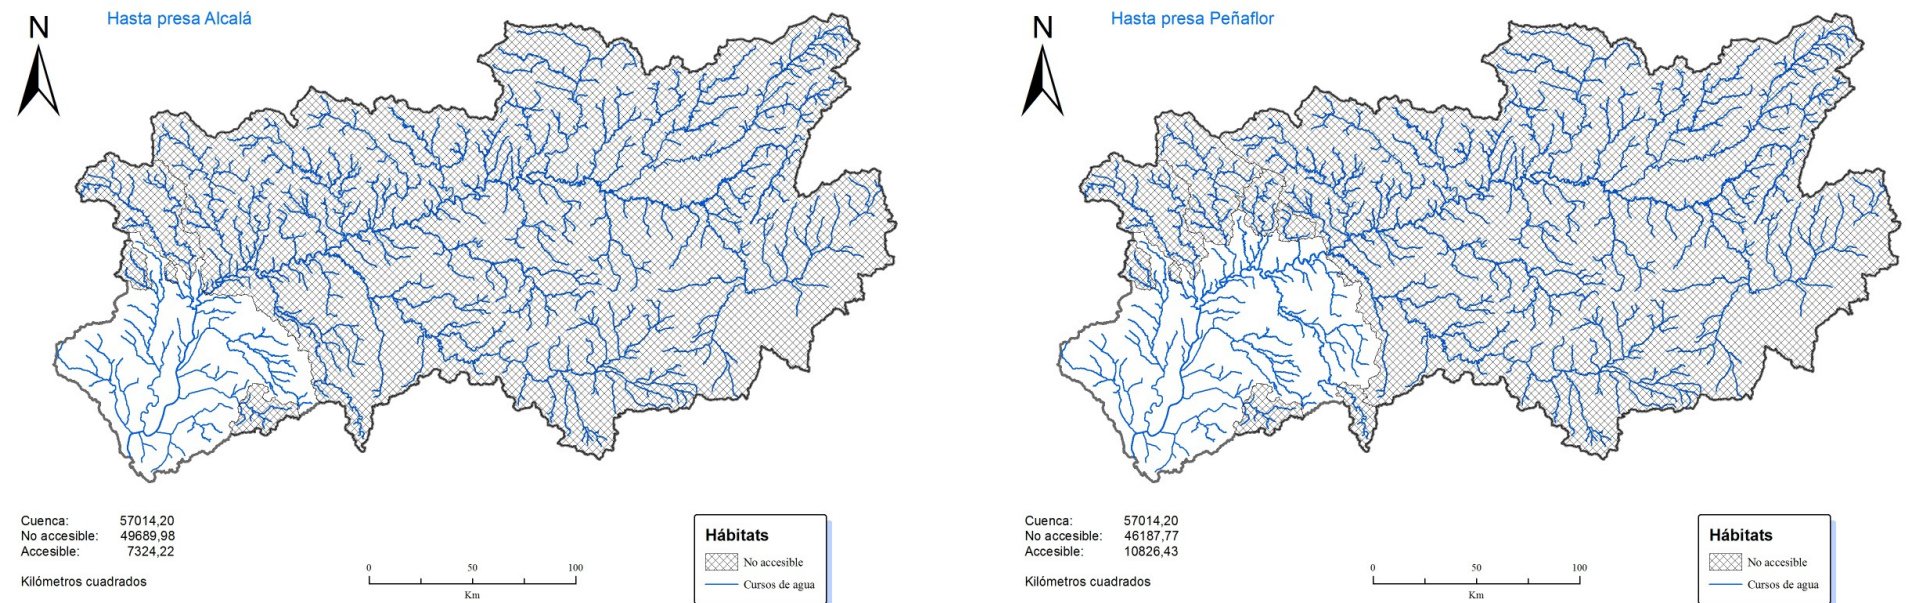 Hasta presa Alcalá
N
Cuenca: 57014,20
No accesible: 49689,98
Accesible: 7324,22
Kilómetros cuadrados
0 50 100
Km
Hábitats
No accesible
Cursos de agua
Hasta presa Peñaflor
N
Cuenca: 57014,20
No accesible: 46187,77
Accesible: 10826,43
Kilómetros cuadrados
0 50 100
Km
Hábitats
No accesible
Cursos de agua